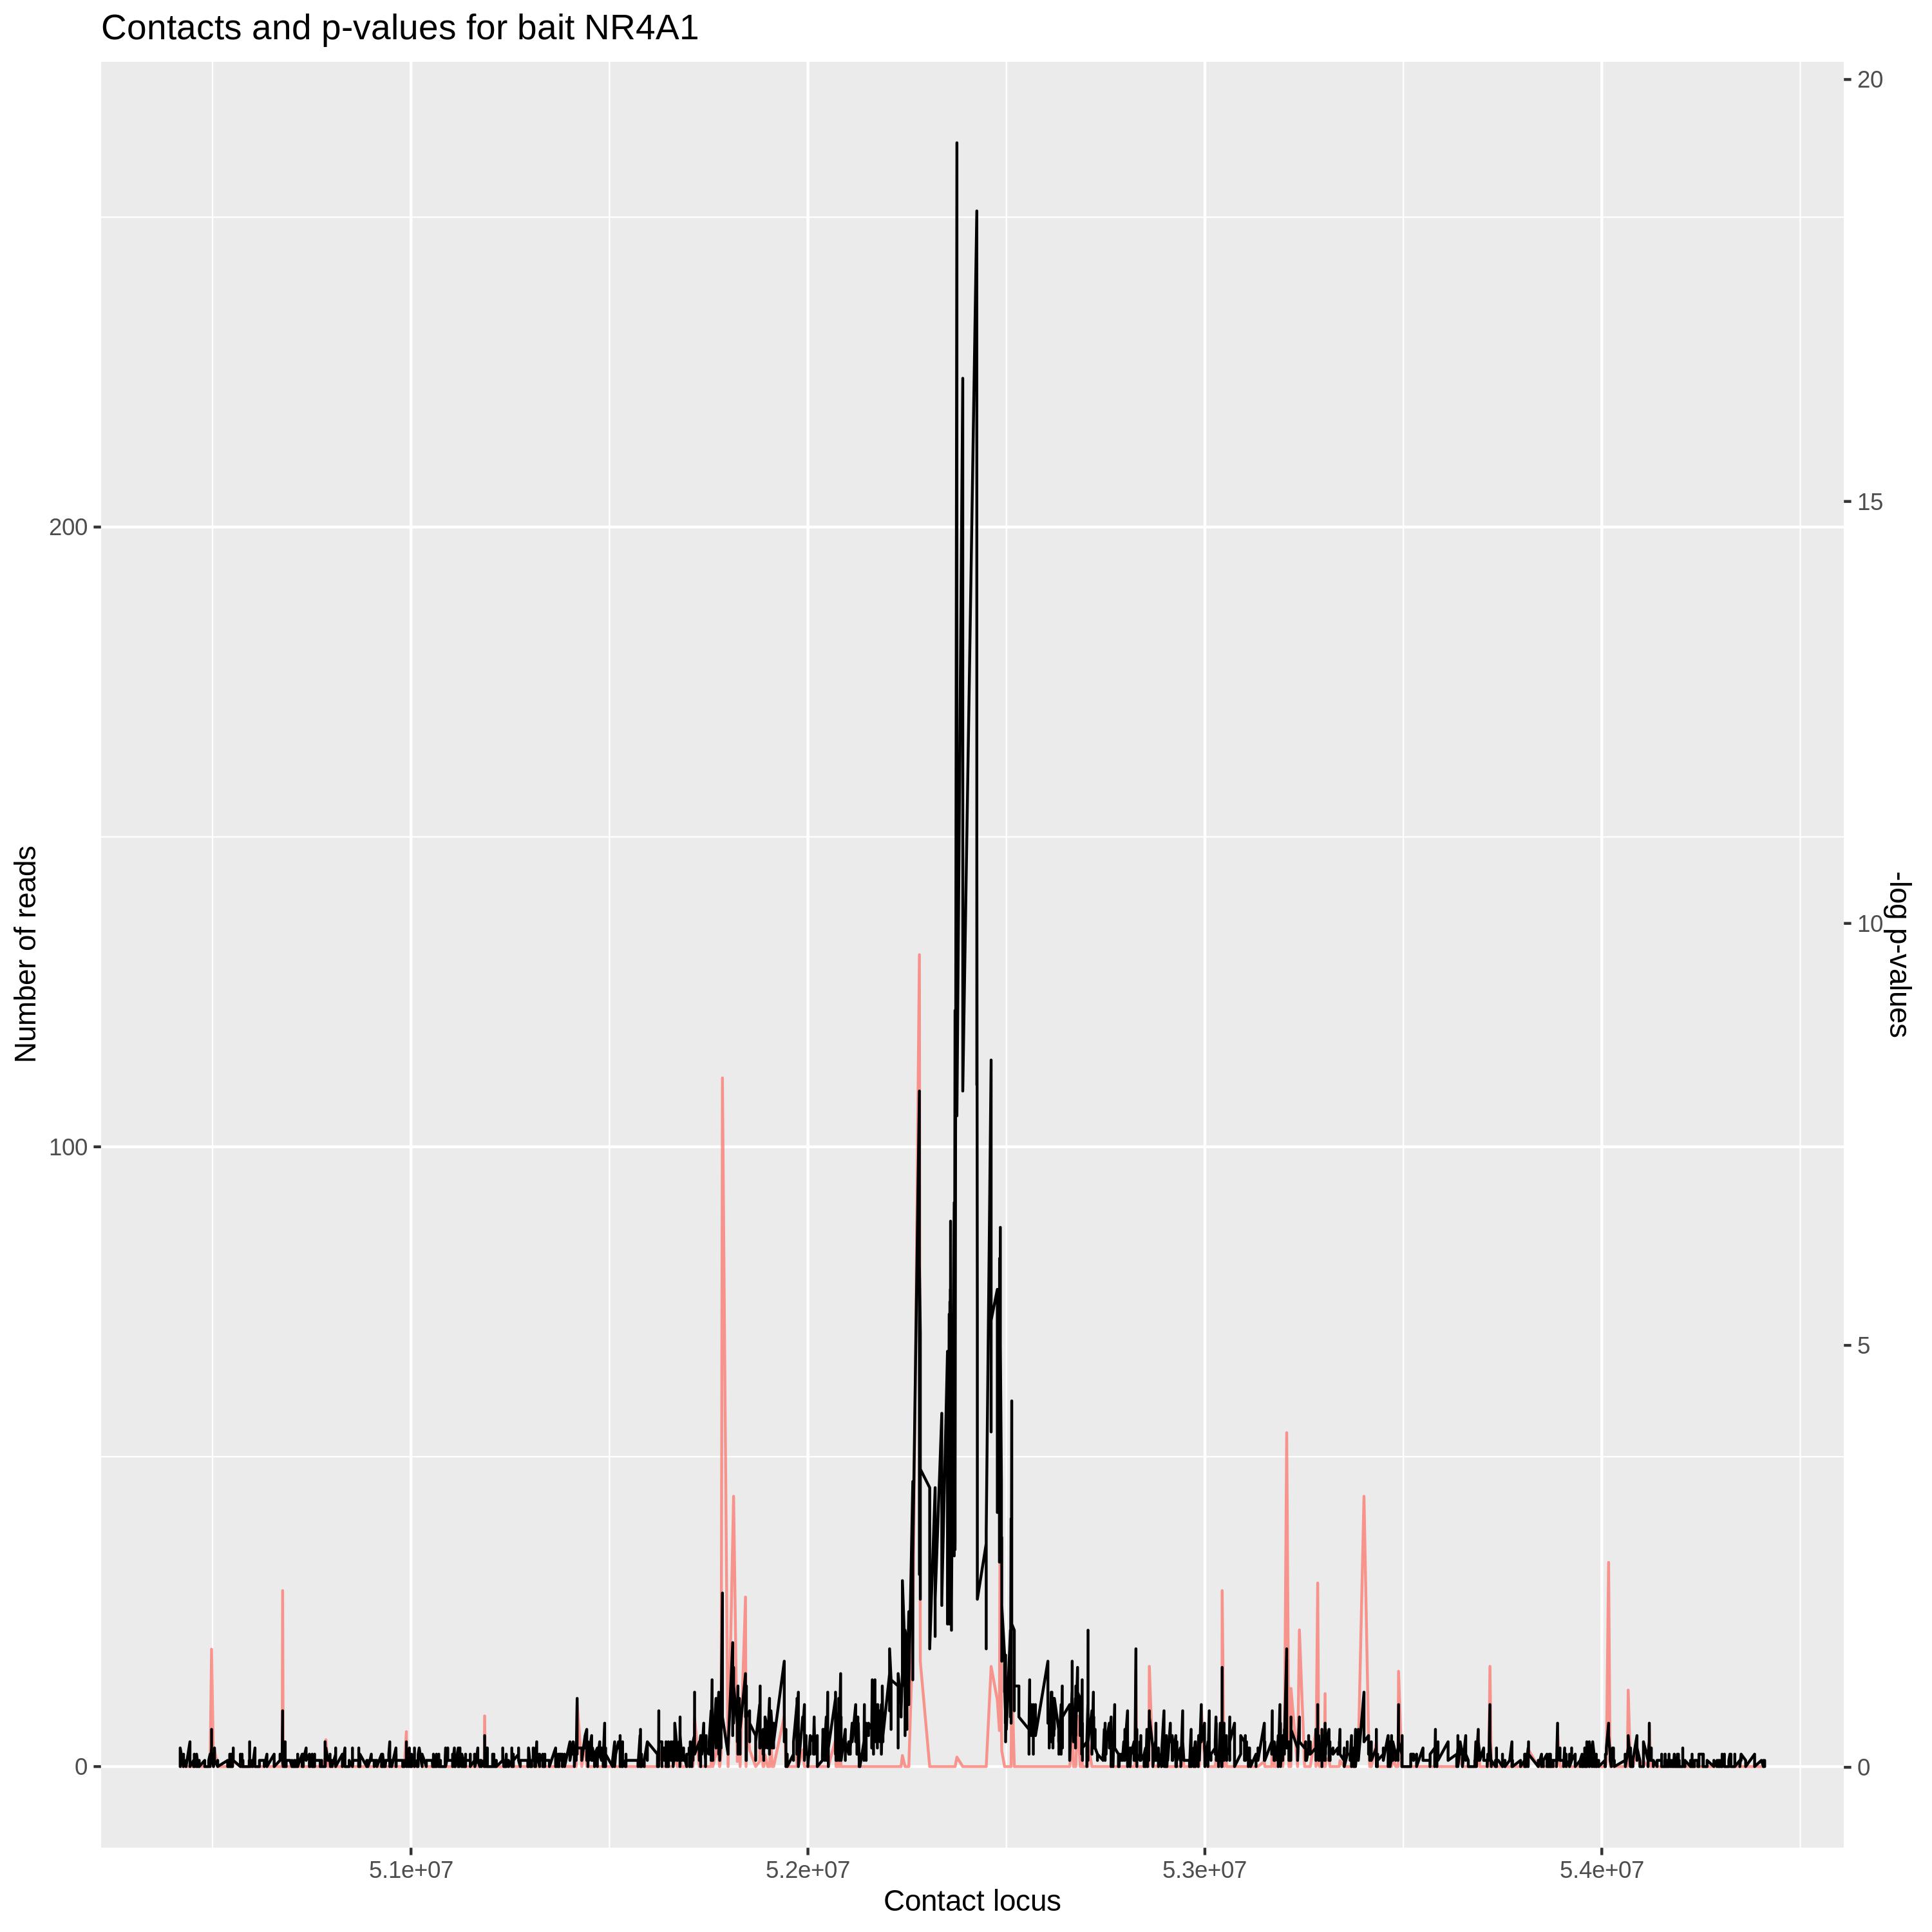 Contacts and p-values for bait NR4A1
Number of reads
200
100
0
20
15
10
5
0
-log p-values
5.1e+07
5.2e+07
5.3e+07
5.4e+07
Contact locus